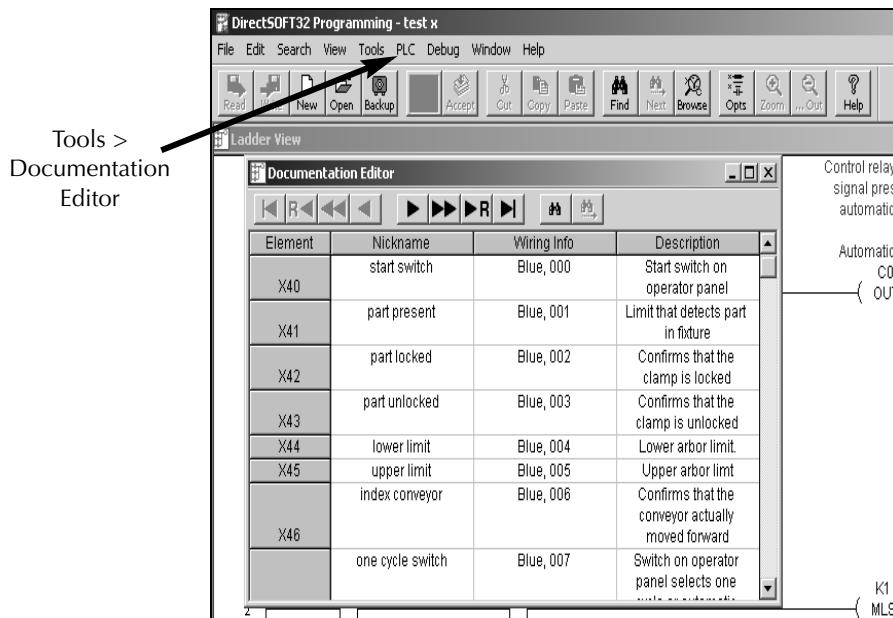 DirectSOFT32 Programming - test x
File Edit Search View Tools PLC Debug Window Help
Read Write New Open Backup Accept Cut Copy Paste Find Next Browse Opts Zoom ... Out Help
Ladder View
Tools >
Documentation
Editor
Documentation Editor
R R
Element Nickname Wiring Info Description
X40 start switch Blue, 000 Start switch on
operator panel
X41 part present Blue, 001 Limit that detects part
in fixture
X42 part locked Blue, 002 Confirms that the
clamp is locked
X43 part unlocked Blue, 003 Confirms that the
clamp is unlocked
X44 lower limit Blue, 004 Lower arbor limit.
X45 upper limit Blue, 005 Upper arbor limt
X46 index conveyor Blue, 006 Confirms that the
conveyor actually
moved forward
one cycle switch Blue, 007 Switch on operator
panel selects one
Control relay
signal pres
automatic
Automatic
C0
OUT
K1
MLS
2